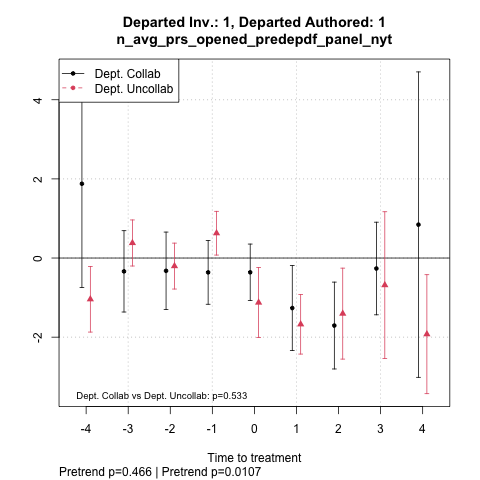 Departed Inv.: 1, Departed Authored: 1
n_avg_prs_opened_predepdf_panel_nyt
Dept. Collab
Dept. Uncollab
4
2
0
-2
Dept. Collab vs Dept. Uncollab: p=0.533
-4 -3 -2 -1 0 1 2 3 4
Time to treatment
Pretrend p=0.466 | Pretrend p=0.0107